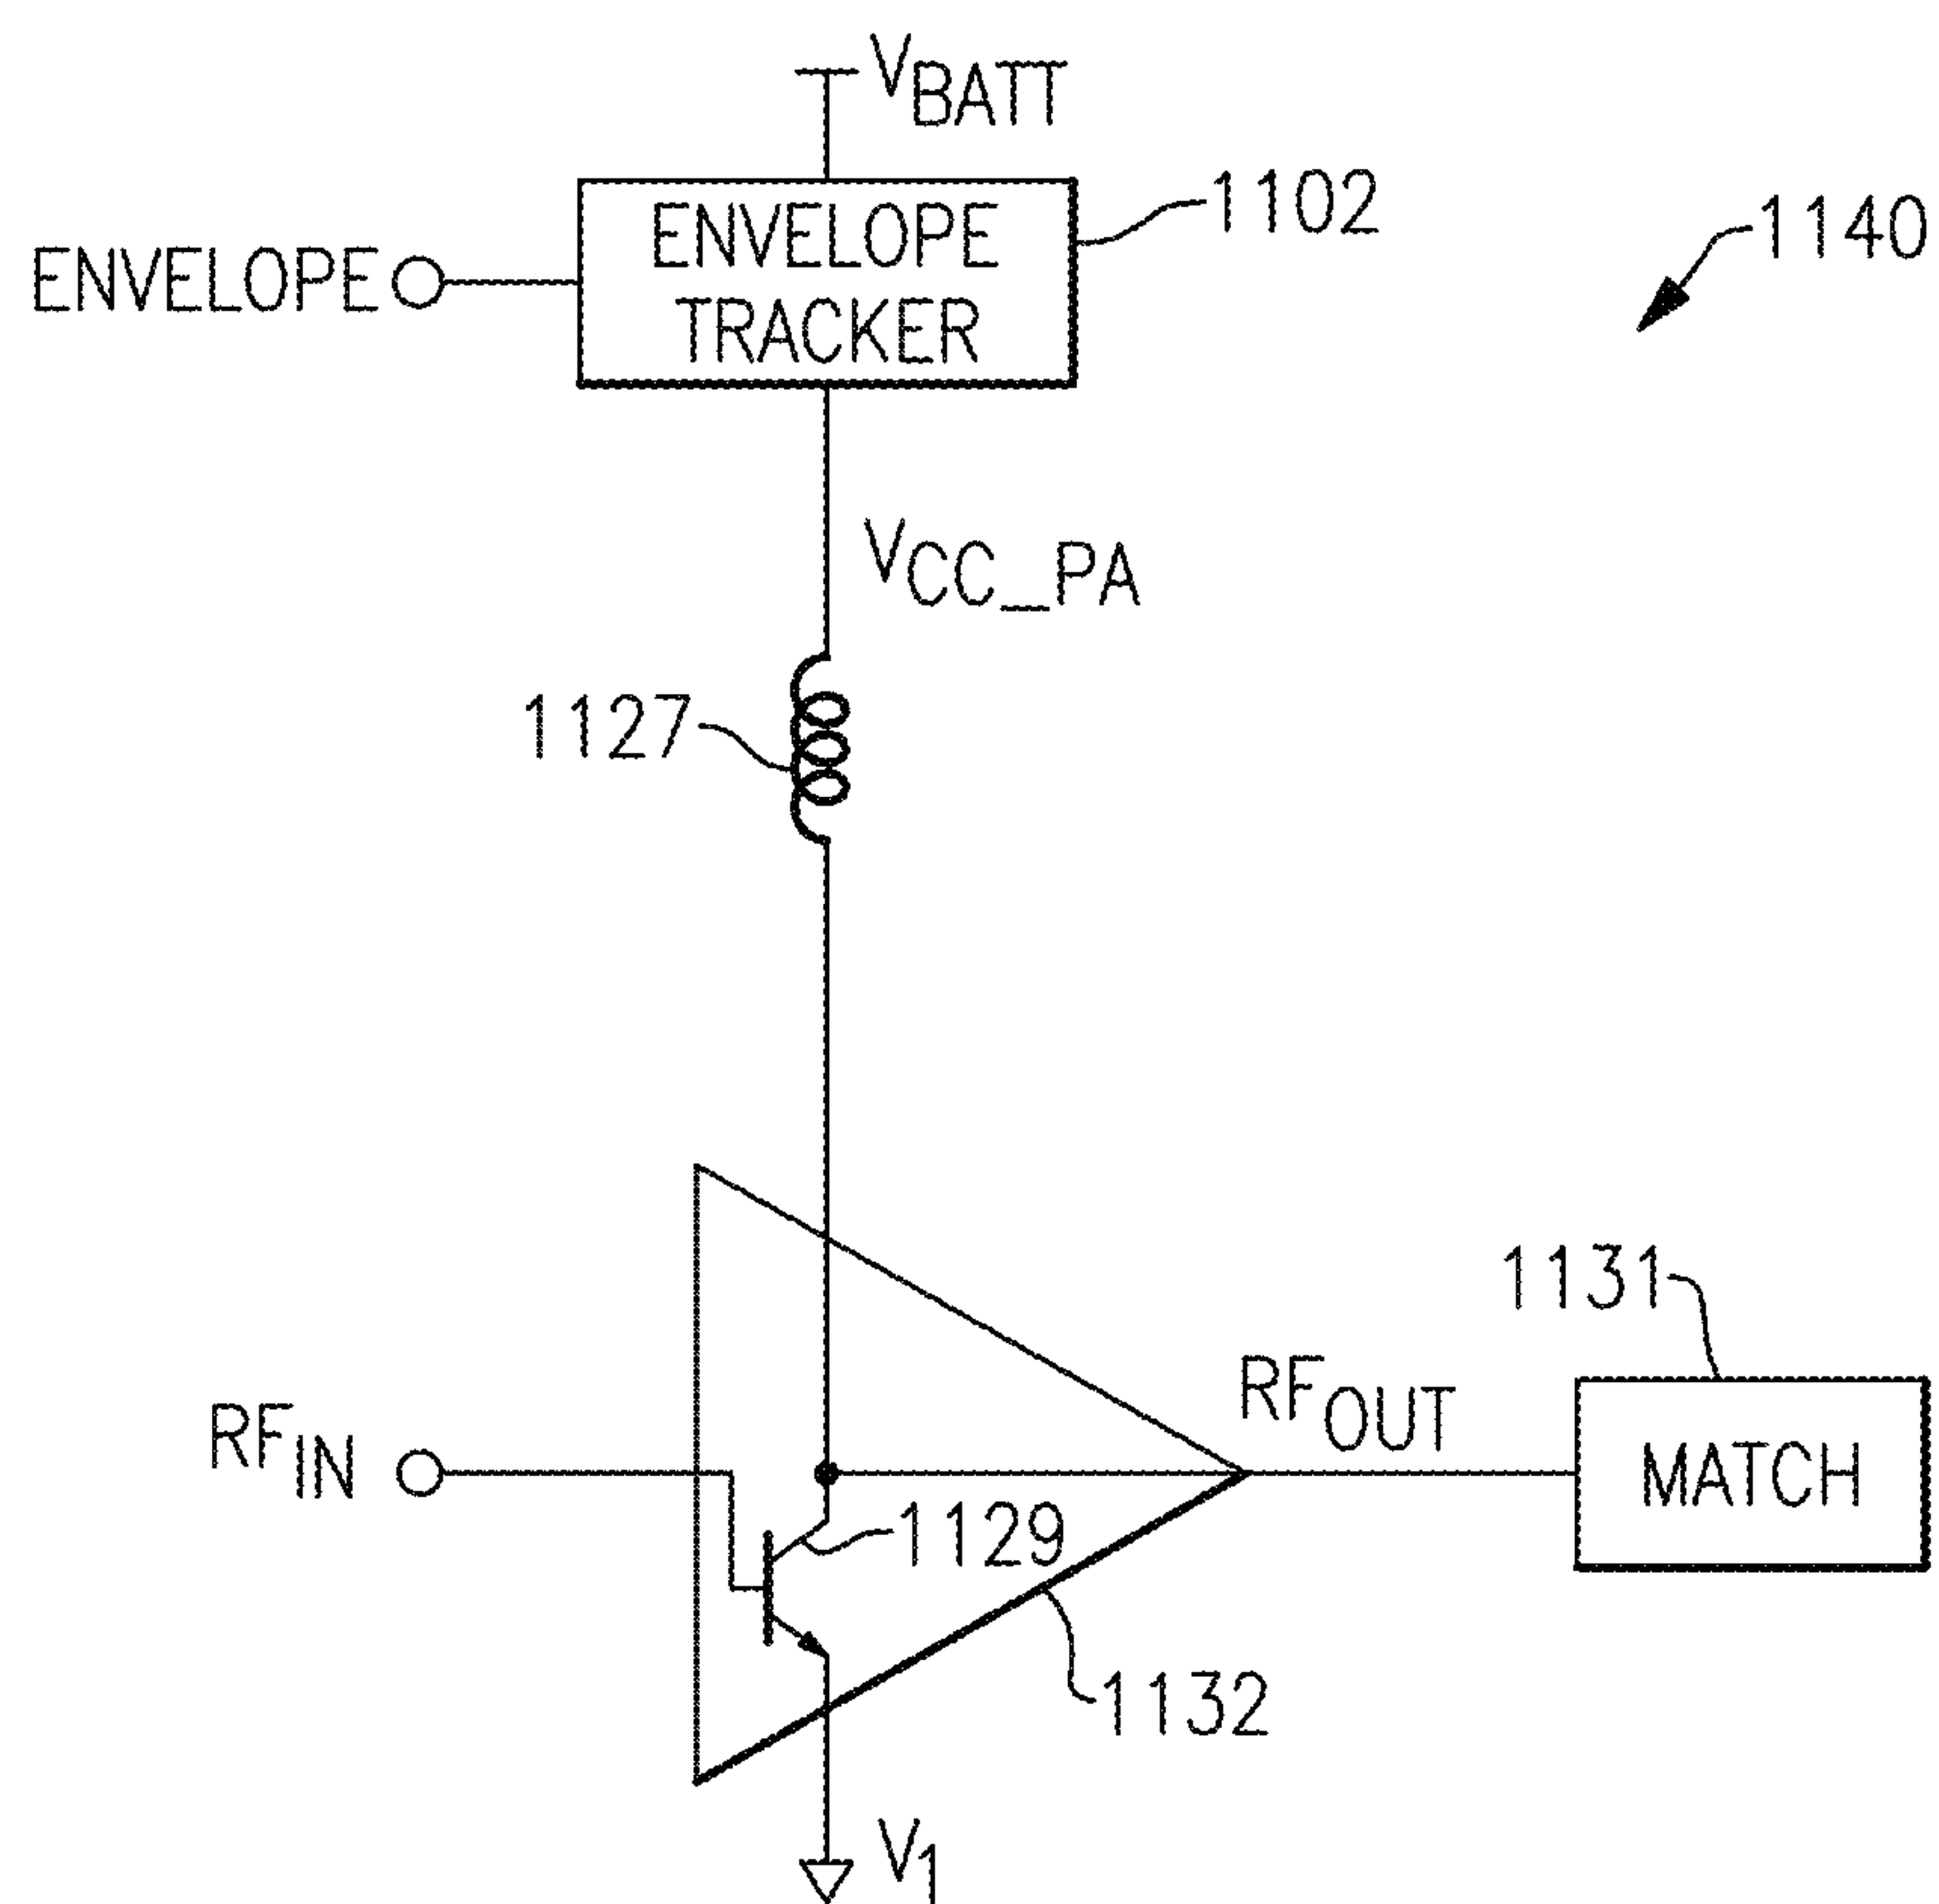 VBATT
1102
1140
ENVELOPE
ENVELOPE
TRACKER
VCC_PA
1127
1131
RFOUT
RFIN
MATCH
1129
1132
V1